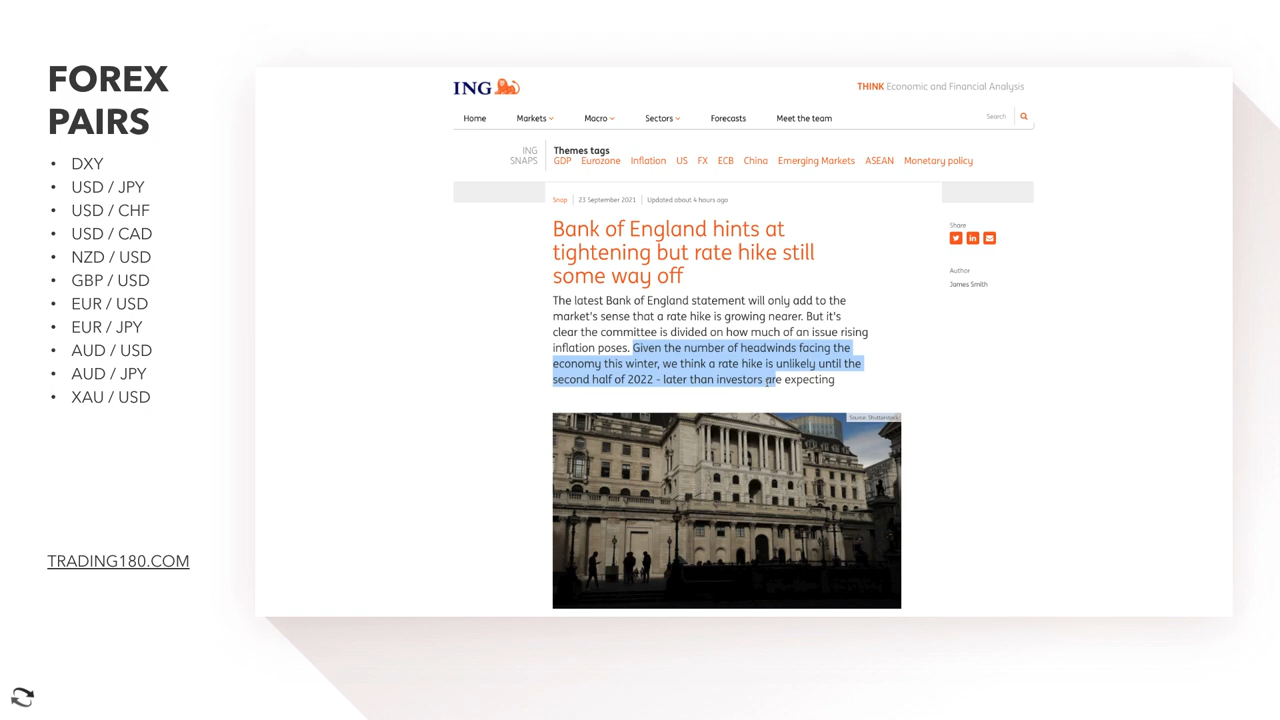 FOREX
PAIRS
• DXY
• USD / JPY
• USD / CHF
• USD / CAD
• NZD / USD
• GBP / USD
• EUR / USD
• EUR / JPY
• AUD / USD
• AUD / JPY
• XAU / USD
TRADING180.COM
ING
THINK Economic and Financial Analysis
Home Markets Macro Sectors Forecasts Meet the team
Search
ING
SNAPS
Themes tags
GDP Eurozone Inflation US FX ECB China Emerging Markets ASEAN Monetary policy
Snap | 23 September 2021 | Updated about 4 hours ago
Bank of England hints at
tightening but rate hike still
some way off
The latest Bank of England statement will only add to the
market's sense that a rate hike is growing nearer. But it's
clear the committee is divided on how much of an issue rising
inflation poses. Given the number of headwinds facing the
economy this winter, we think a rate hike is unlikely until the
second half of 2022 - later than investors are expecting
Share
Author
James Smith
Source: Shutterstock